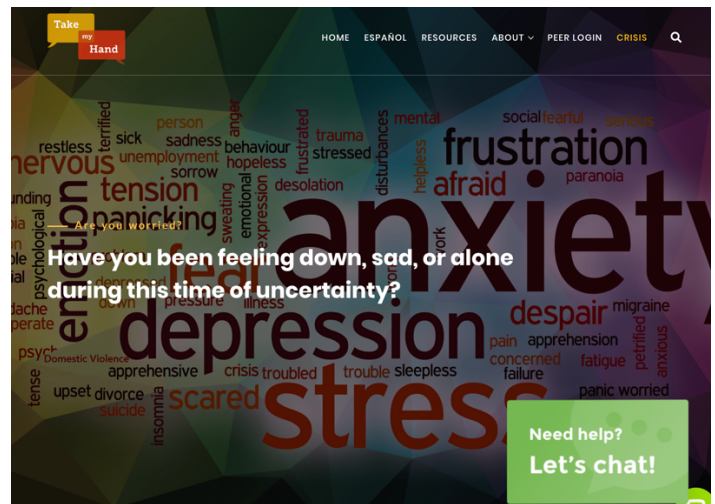 Take
my
Hand
HOME ESPAÑOL RESOURCES ABOUT PEER LOGIN CRISIS
person
anger
terrified
restless
sick
sadness
behaviour
frustrated
trauma
stressed
disturbances
mental
social
fearful
frustration
nervous
unemployment
hopeless
sorrow
helpless
afraid
paranoia
tension
sweating
emotional
expression
desolation
anxiety
emotion
panicking
psychological
work
Are you worried?
Have you been feeling down, sad, or alone
during this time of uncertainty?
fear
depressed
down
pressure
illness
despair
migraine
depression
pain
apprehension
petrified
anxious
Domestic Violence
concerned
fatigue
apprehensive
crisis
troubled
trouble
sleepless
failure
tense
upset
divorce
suicide
insomnia
scared
stress
panic
worried
Need help?
Let's chat!